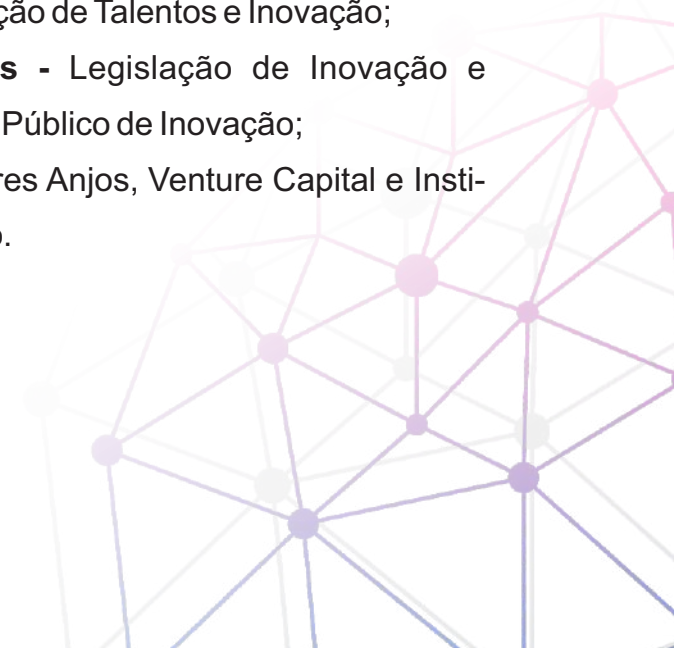 ção de Talentos e Inovação;
s - Legislação de Inovação e
Público de Inovação;
res Anjos, Venture Capital e Insti-
o.